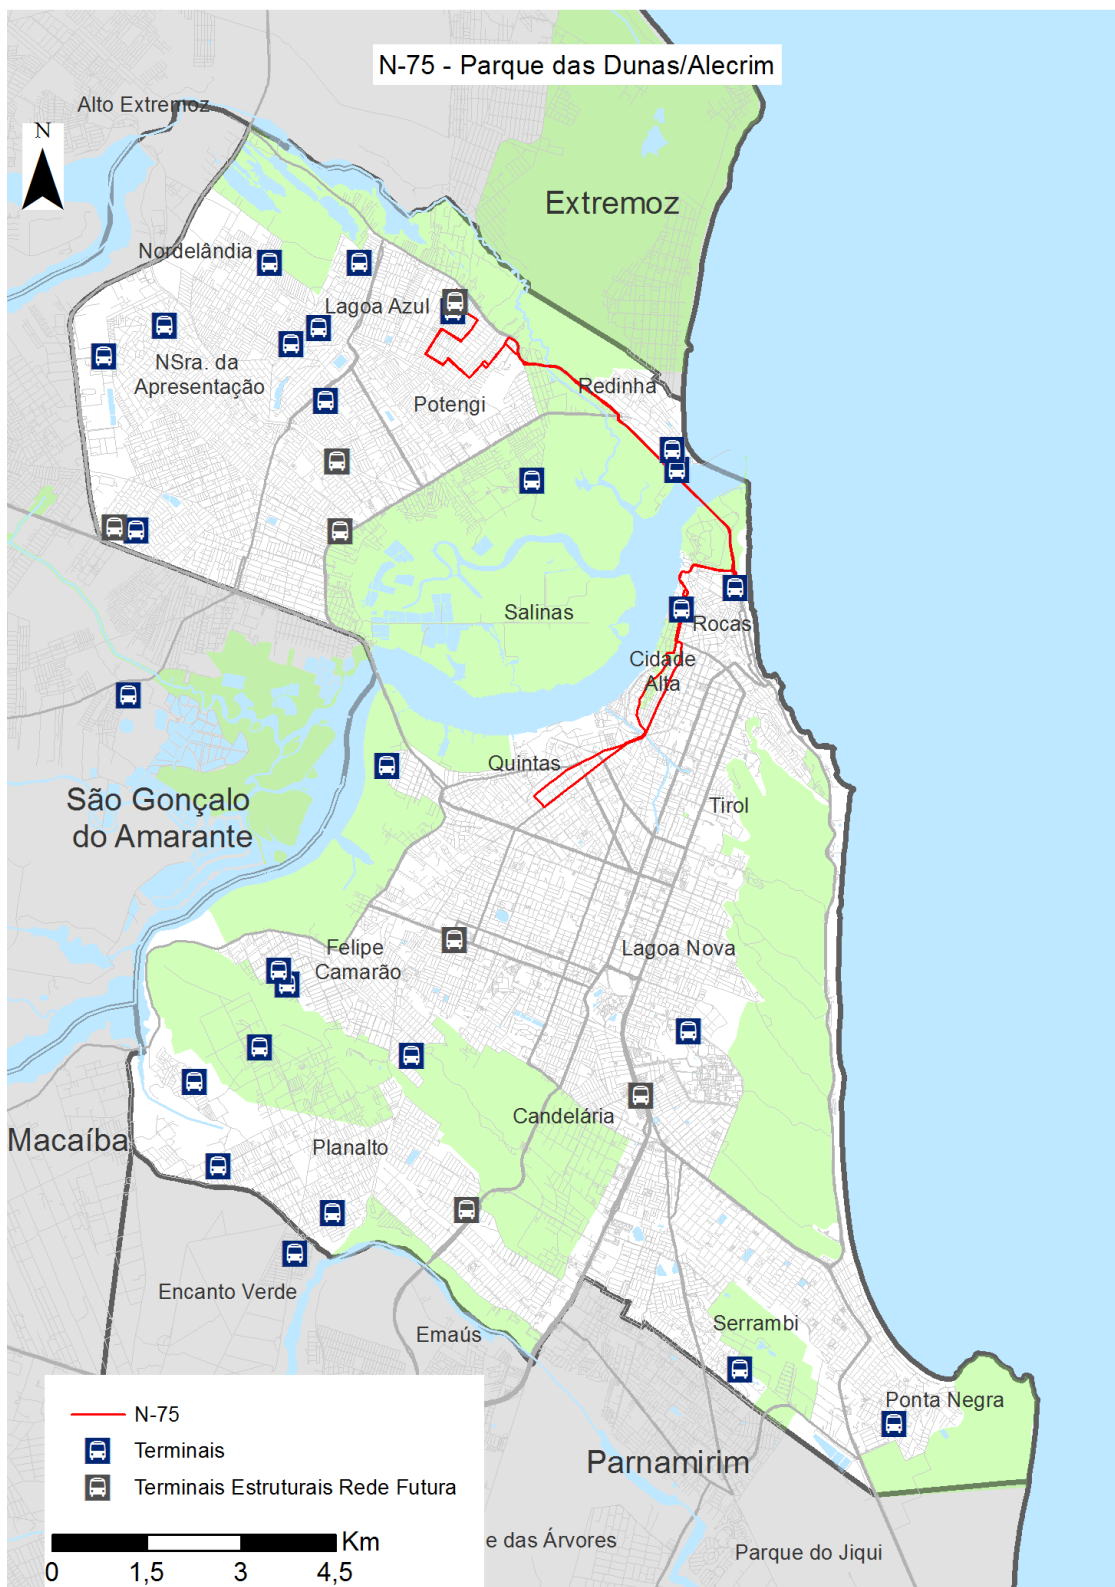 N-75 - Parque das Dunas/Alecrim
Alto Extremoz
N
Extremoz
Nordelândia
Lagoa Azul
NSra. da
Apresentação
Redinha
Potengi
Salinas
Rocas
Cidade
Alta
Quintas
São Gonçalo
do Amarante
Tirol
Felipe
Camarão
Lagoa Nova
Candelária
Macaíba
Planalto
Encanto Verde
Emaús
Serrambi
Ponta Negra
Parnamirim
e das Árvores
Parque do Jiqui
N-75
Terminais
Terminais Estruturais Rede Futura
Km
0 1,5 3 4,5